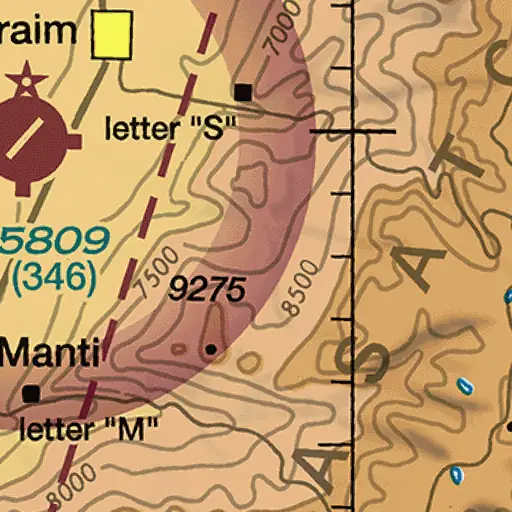 raim
7000
letter "S"
C
T
A
5809
(346)
7500
9275
8500
Manti
S
letter "M"
A
8000